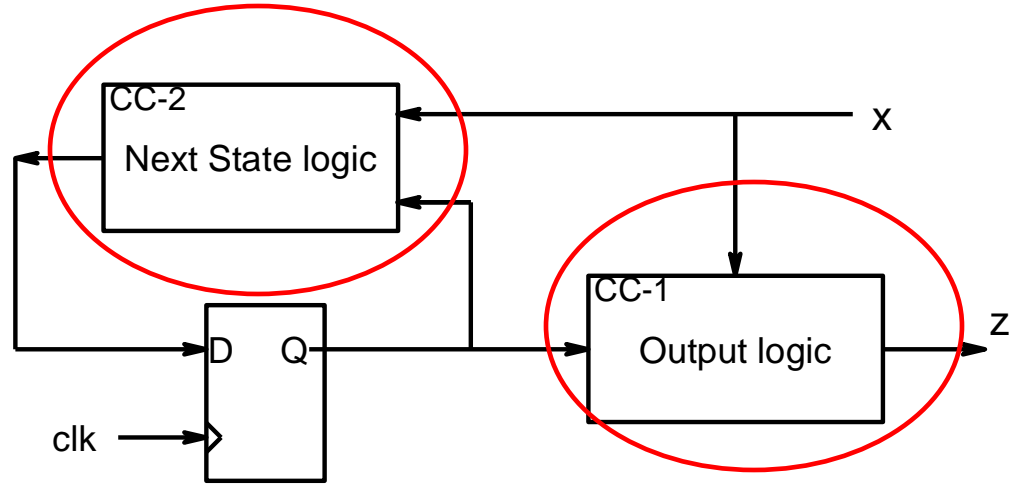 CC-2
Next State logic
x
CC-1
Output logic
z
D
Q
clk